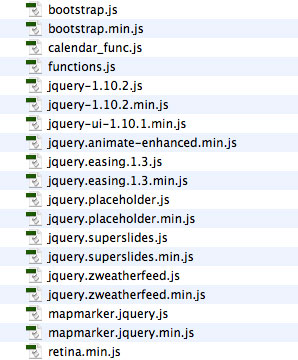 bootstrap.js
bootstrap.min.js
calendar_func.js
functions.js
jquery-1.10.2.js
jquery-1.10.2.min.js
jquery-ui-1.10.1.min.js
jquery.animate-enhanced.min.js
jquery.easing.1.3.js
jquery.easing.1.3.min.js
jquery.placeholder.js
jquery.placeholder.min.js
jquery.superslides.js
jquery.superslides.min.js
jquery.zweatherfeed.js
jquery.zweatherfeed.min.js
mapmarker.jquery.js
mapmarker.jquery.min.js
retina.min.js